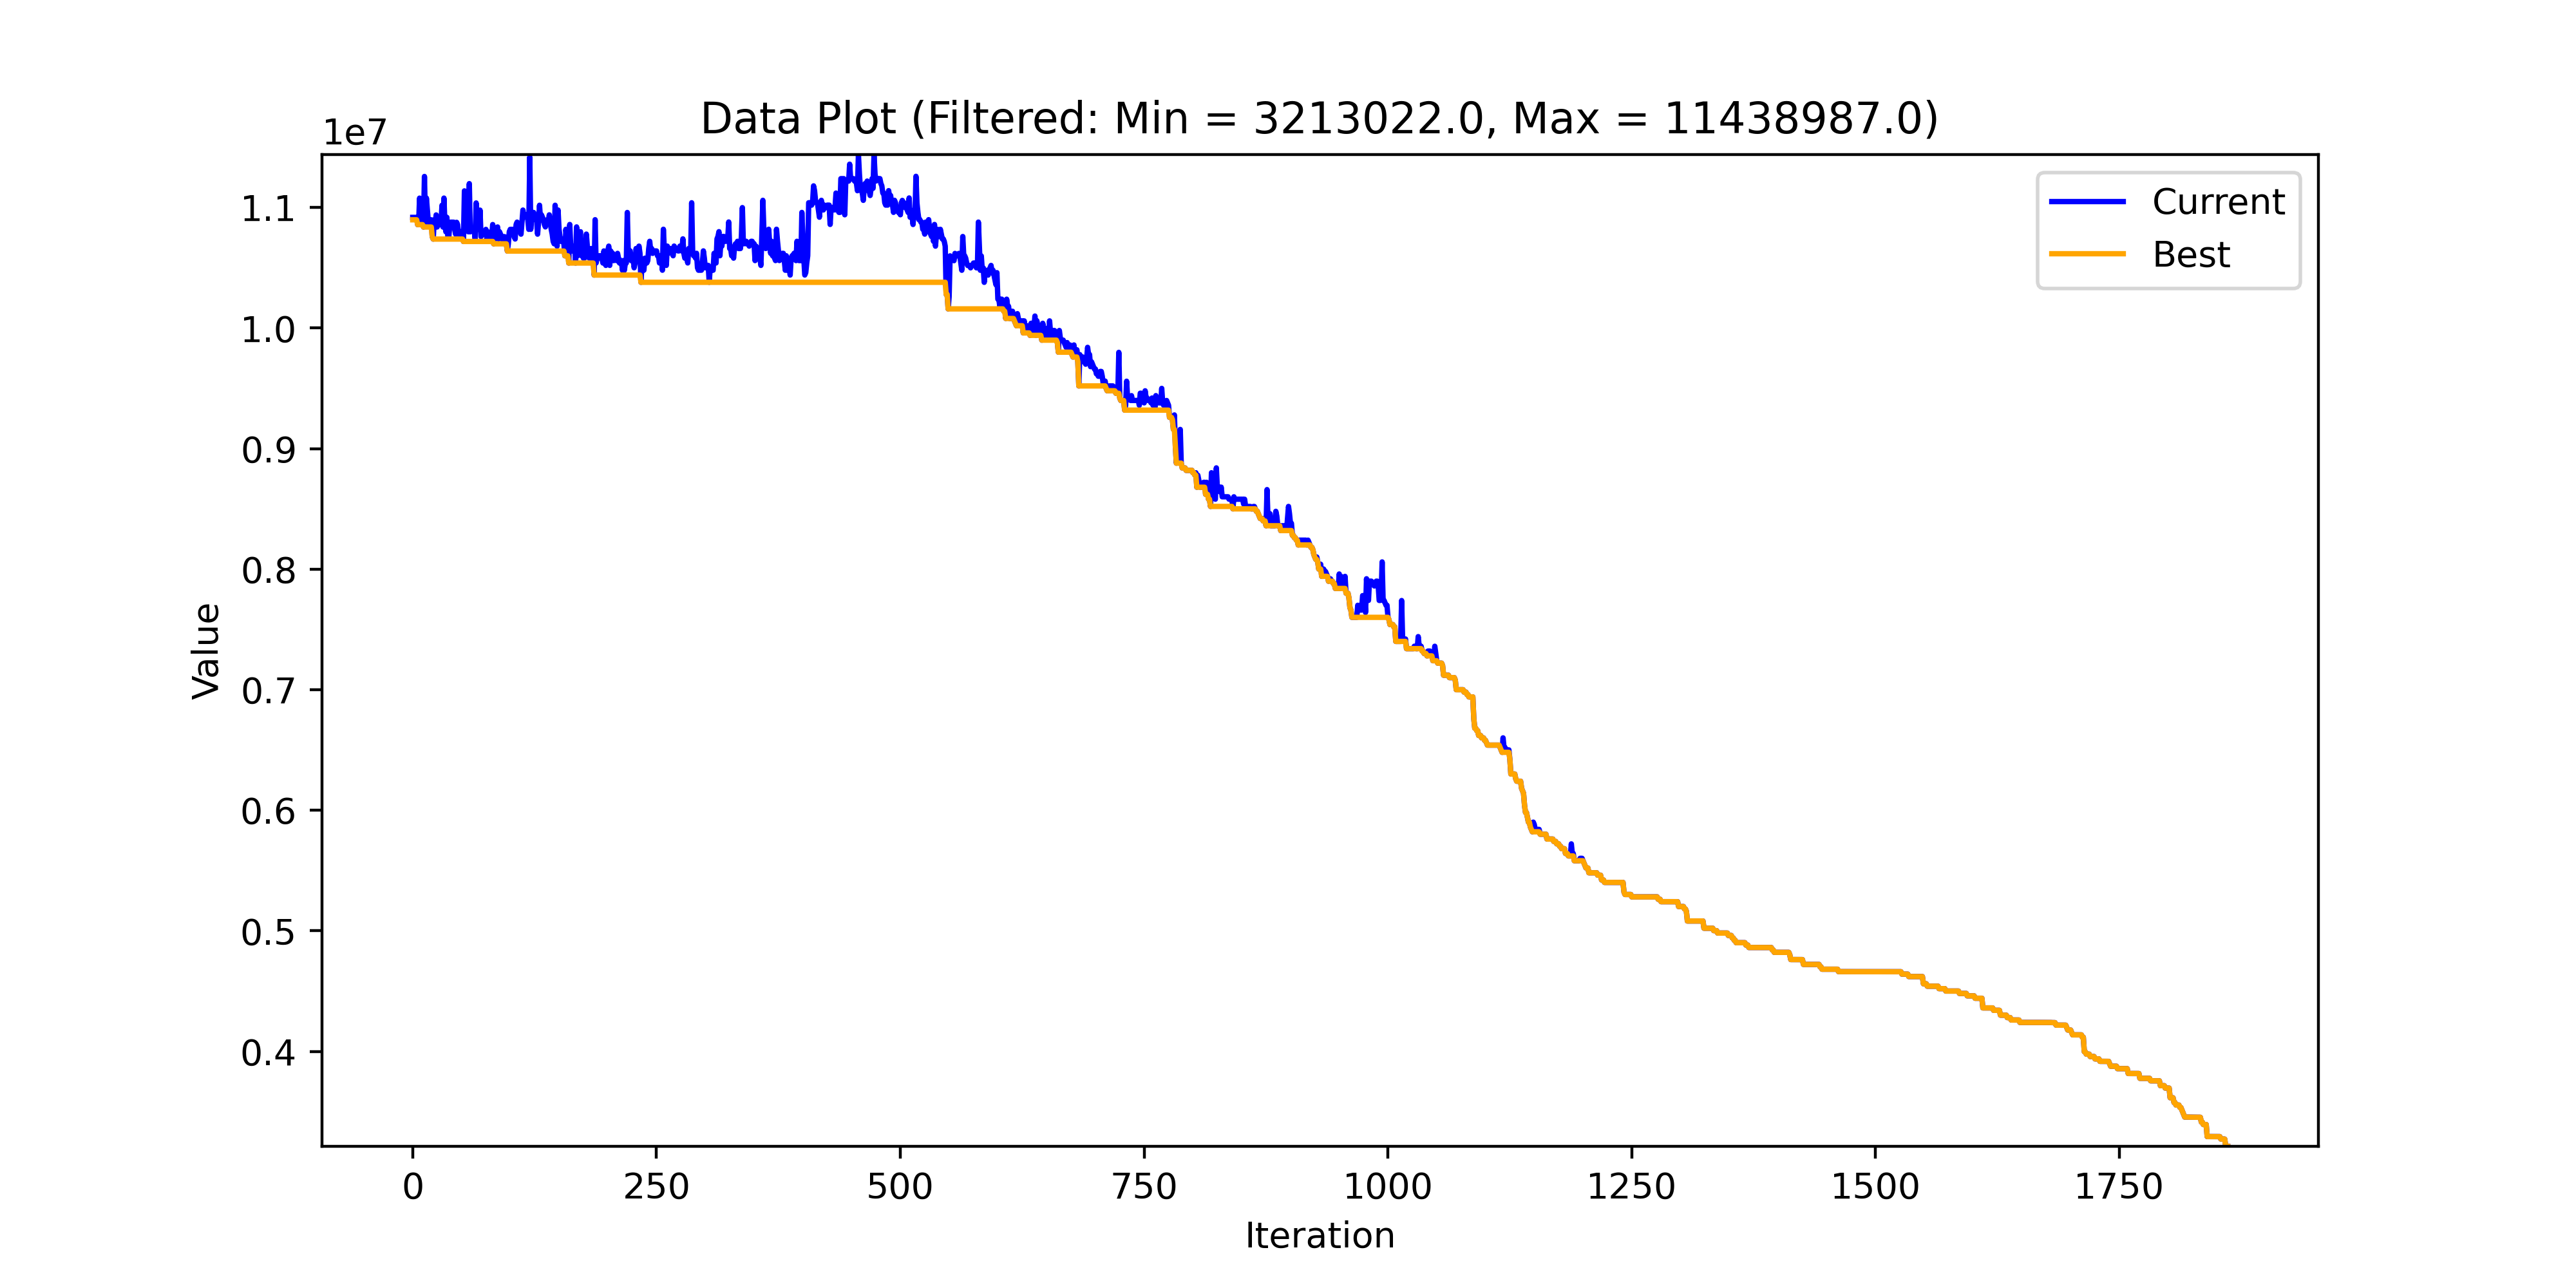 Data Plot (Filtered: Min = 3213022.0, Max = 11438987.0)
1e7
Current
Best
1.1
1.0
0.9
0.8
0.7
0.6
0.5
0.4
Value
0
250
500
750
1000
1250
1500
1750
Iteration